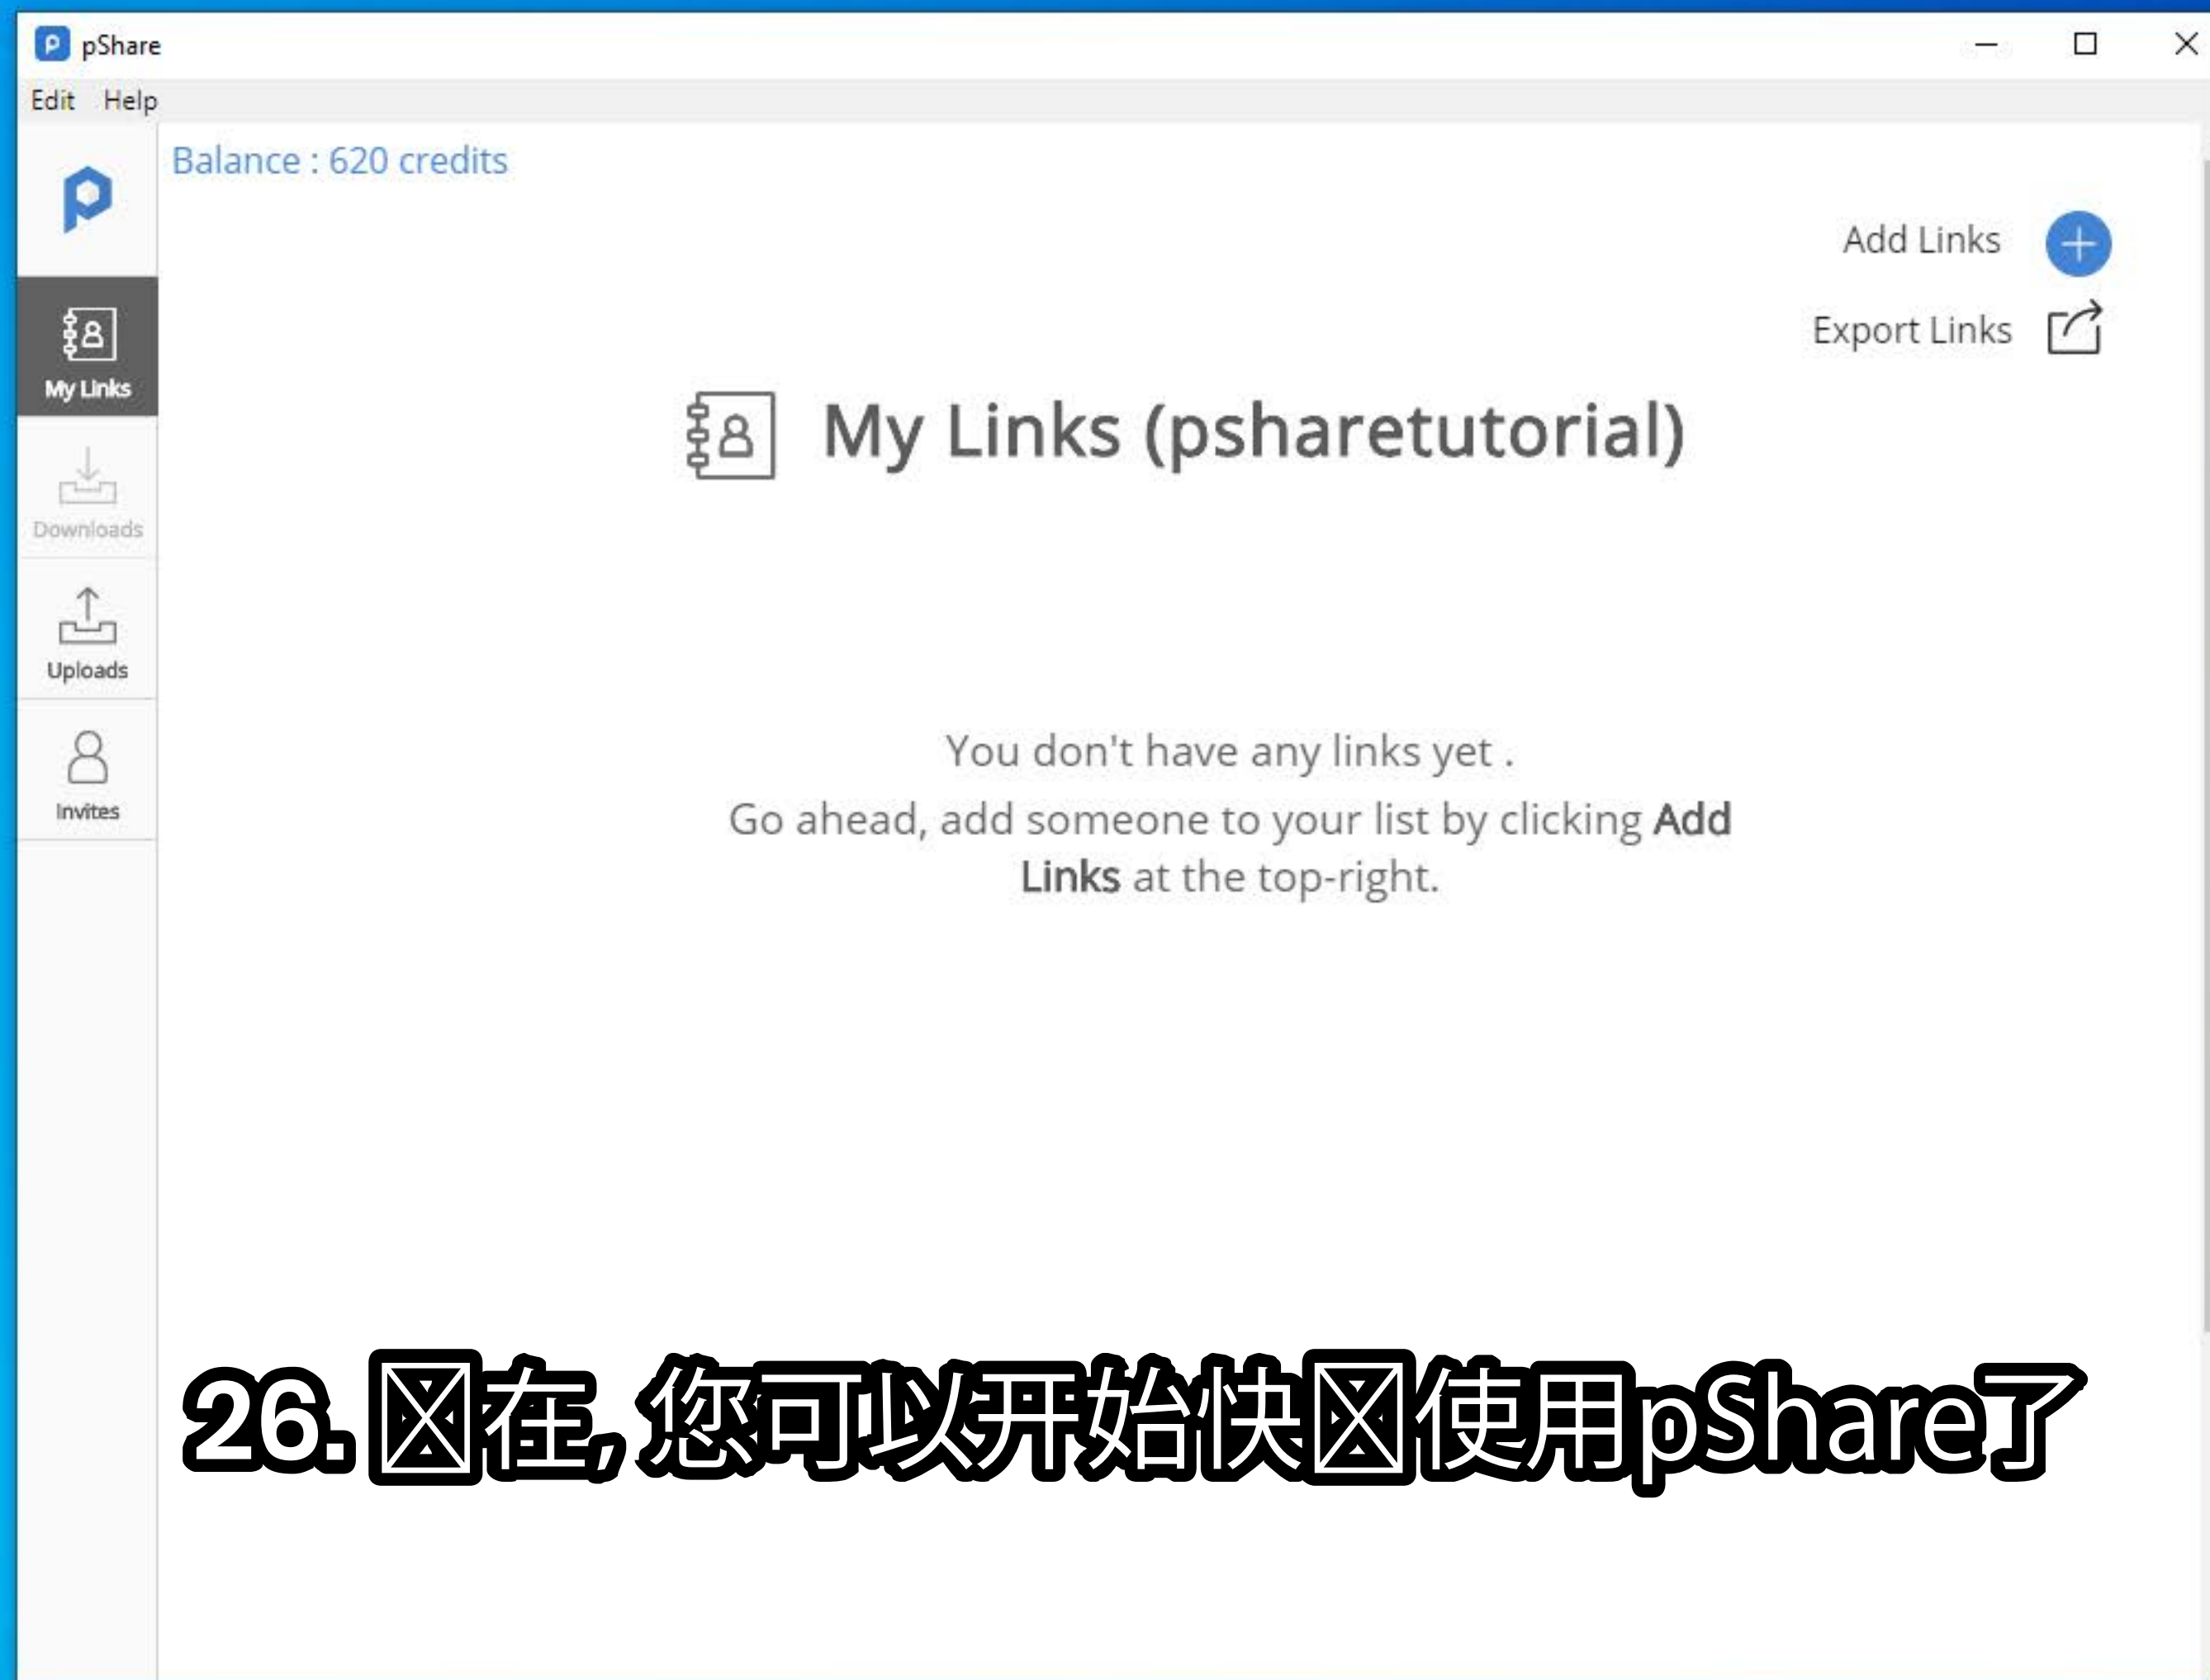 pShare
Edit Help
Balance : 620 credits
Add Links
Export Links
My Links
My Links (psharetutorial)
Downloads
Uploads
Invites
You don't have any links yet .
Go ahead, add someone to your list by clicking Add
Links at the top-right.
26. 在, 您可以开始快使用pShare了